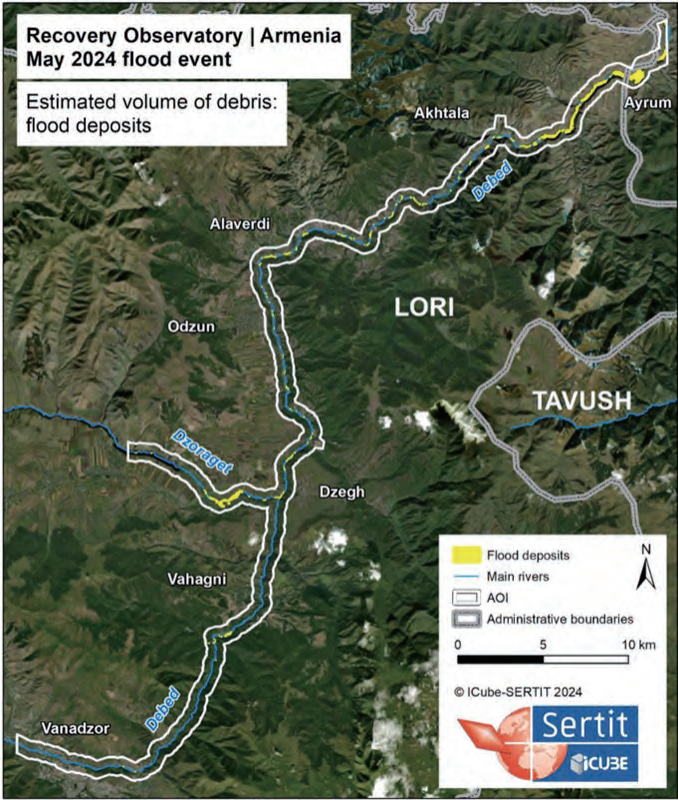 Recovery Observatory | Armenia
May 2024 flood event
Estimated volume of debris:
flood deposits
Akhtala
Ayrum
Debed
Alaverdi
LORI
Odzun
TAVUSH
Dzoraget
Dzegh
Vahagni
Debed
Vanadzor
Flood deposits
Main rivers
AOI
Administrative boundaries
N
0 5 10 km
© ICube-SERTIT 2024
Sertit
iCUBE